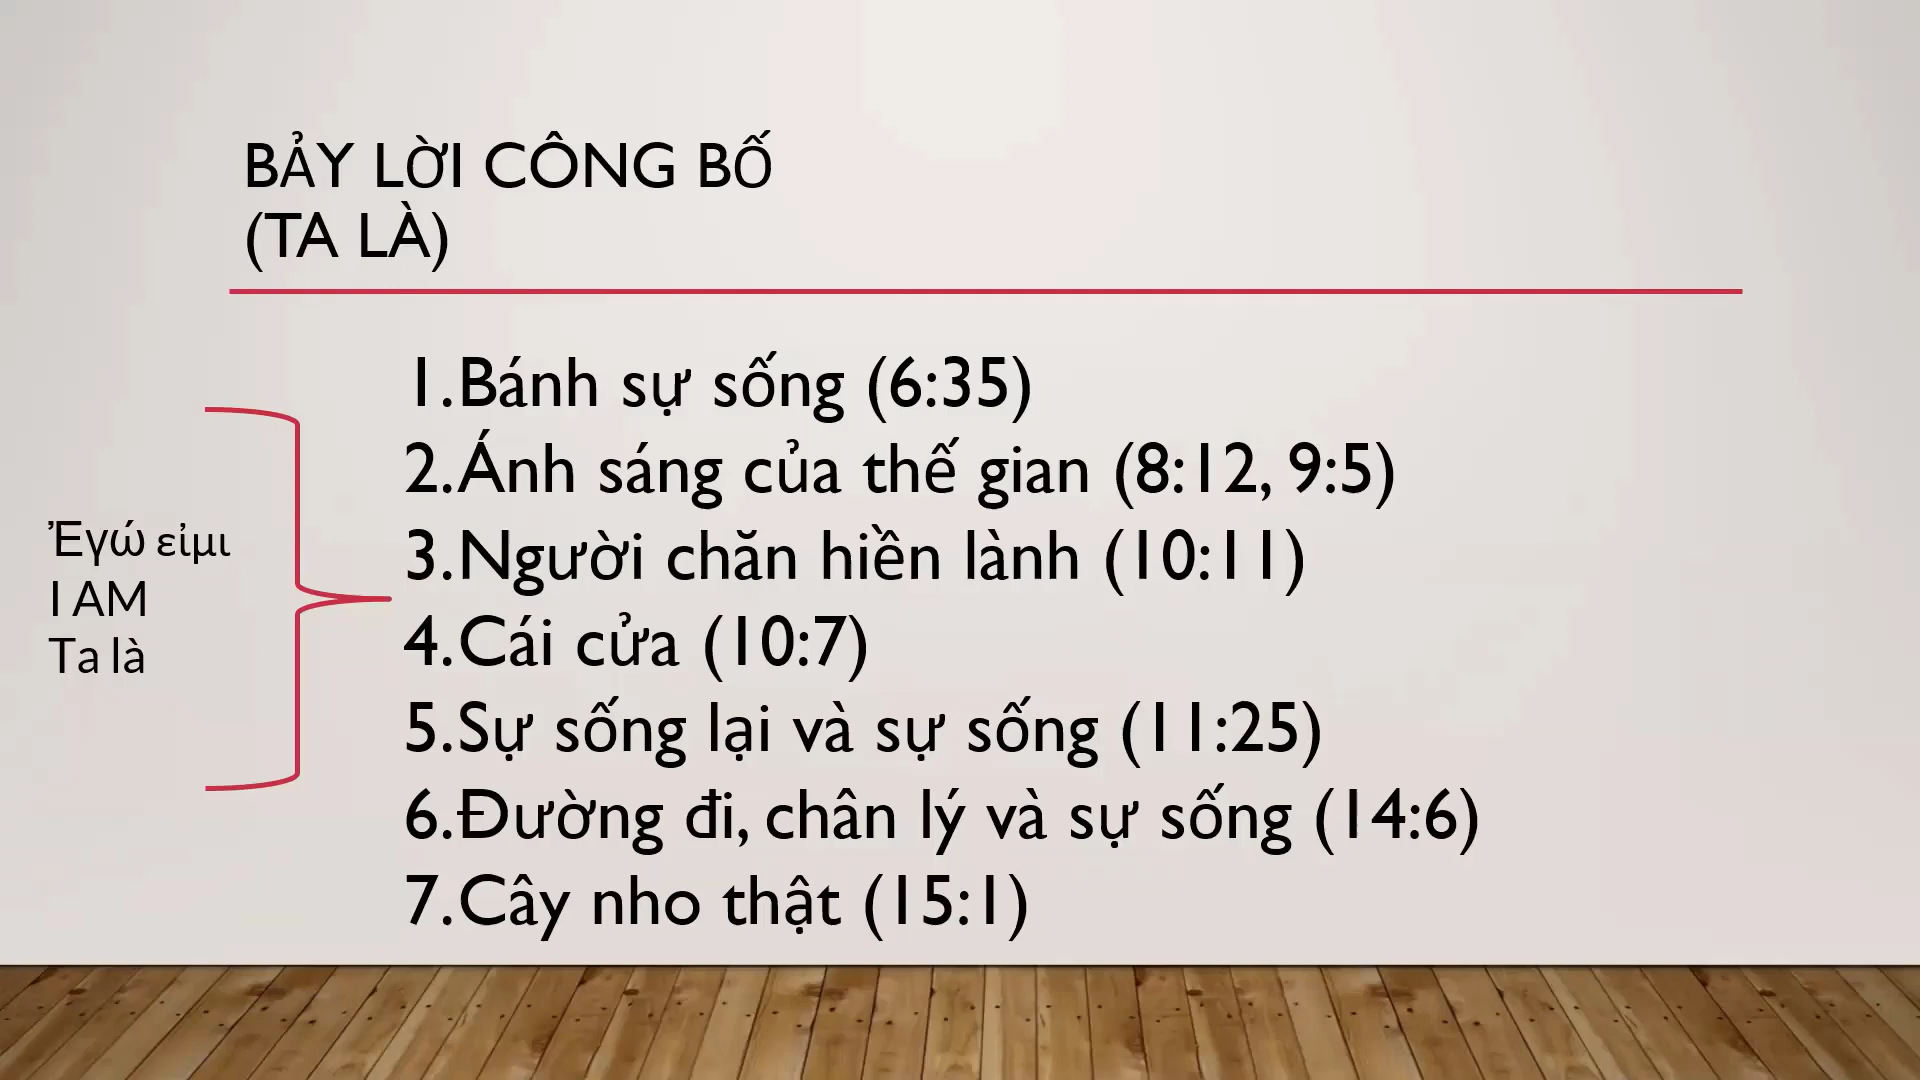 BẢY LỜI CÔNG BỐ
(TA LÀ)
1.Bánh sự sống (6:35)
2.Ánh sáng của thế gian (8:12, 9:5)
3.Người chăn hiền lành (10:11)
4.Cái cửa (10:7)
5.Sự sống lại và sự sống (11:25)
6.Đường đi, chân lý và sự sống (14:6)
7.Cây nho thật (15:1)
Ἐγώ εἰμι
I AM
Ta là